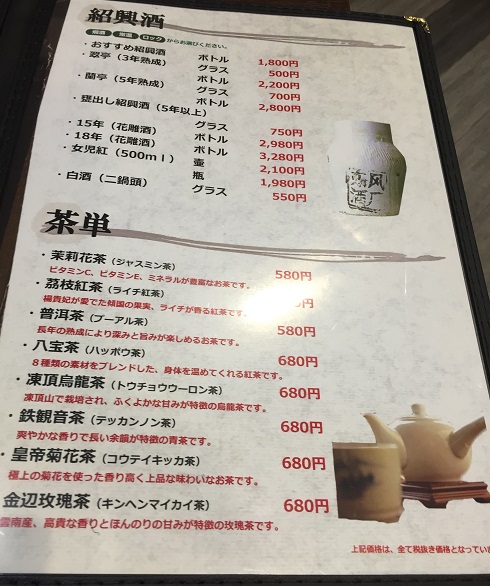 紹興酒
燗酒 常温 ロック からお選びください。
・おすすめ紹興酒
・翠亭(3年熟成) ボトル 1,800円
グラス 500円
・蘭亭(5年熟成) ボトル 2,200円
グラス 700円
・甕出し紹興酒(5年以上) ボトル 2,800円
グラス 750円
・15年(花雕酒) ボトル 2,980円
・18年(花雕酒) ボトル 3,280円
・女児紅(500ml) 壷 2,100円
瓶 1,980円
・白酒(二鍋頭) グラス 550円
茶単
・茉莉花茶(ジャスミン茶) 580円
ビタミンC、ビタミンE、ミネラルが豊富なお茶です。
・荔枝紅茶(ライチ紅茶) 円
楊貴妃が愛でた傾国の果実、ライチが香る紅茶です。
・普洱茶(プーアル茶) 580円
長年の熟成により深みと旨みが楽しめるお茶です。
・八宝茶(ハッポウ茶) 680円
8種類の素材をブレンドした、身体を温めてくれる紅茶です。
・凍頂烏龍茶(トウチョウウーロン茶) 680円
凍頂山で栽培され、ふくよかな甘みが特徴の烏龍茶です。
・鉄観音茶(テッカンノン茶) 680円
爽やかな香りで長い余韻が特徴の青茶です。
・皇帝菊花茶(コウテイキッカ茶) 680円
極上の菊花を使った香り高く上品な味わいなお茶です。
金辺玫瑰茶(キンヘンマイカイ茶) 680円
雲南産、高貴な香りとほんのりの甘みが特徴の玫瑰茶です。
上記価格は、全て税抜き価格となってい